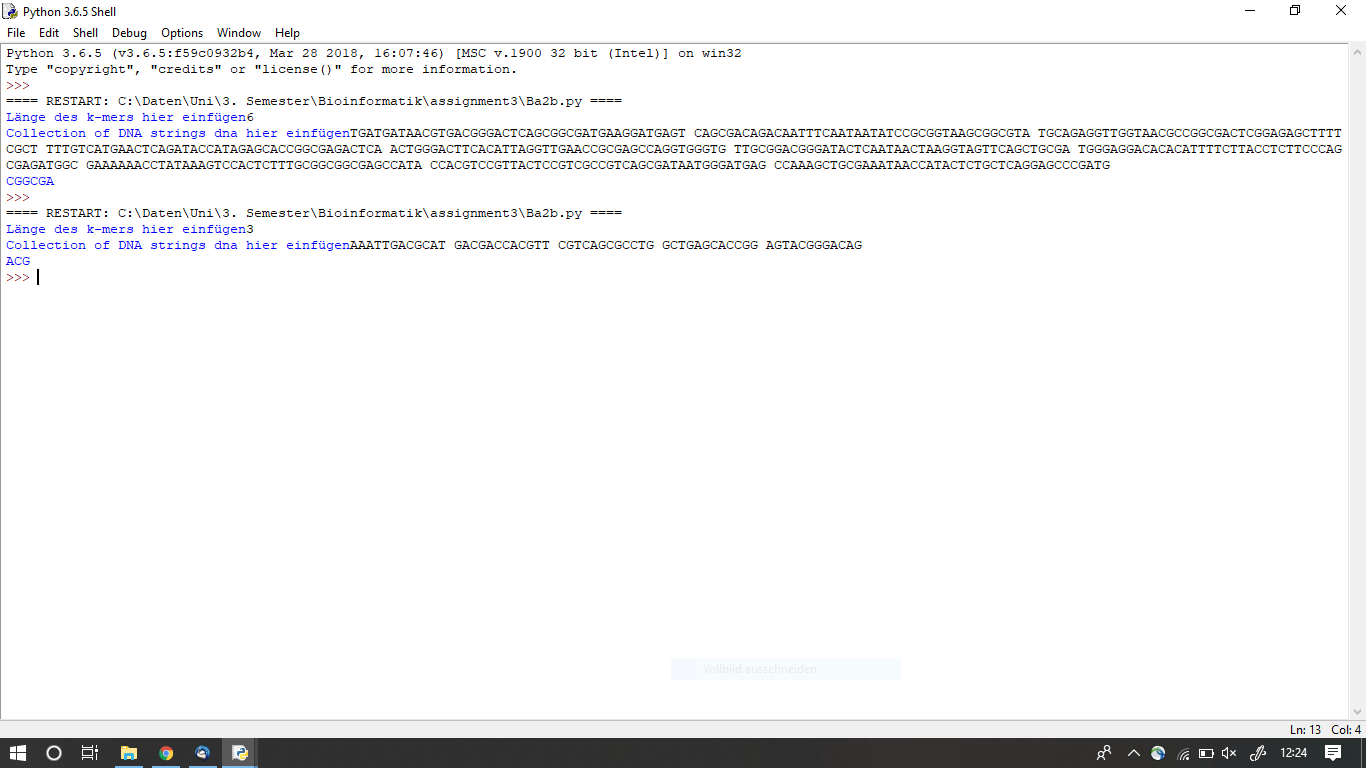 Python 3.6.5 Shell
File Edit Shell Debug Options Window Help
Python 3.6.5 (v3.6.5:f59c0932b4, Mar 28 2018, 16:07:46) [MSC v.1900 32 bit (Intel)] on win32
Type "copyright", "credits" or "license()" for more information.
>>>
==== RESTART: C:\Daten\Uni\3. Semester\Bioinformatik\assignment3\Ba2b.py ====
Länge des k-mers hier einfügen6
Collection of DNA strings dna hier einfügenTGATGATAACGTGACGGGACTCAGCGGCGATGAAGGATGAGT CAGCGACAGACAATTTCAATAATATCCGCGGTAAGCGGCGTA TGCAGAGGTTGGTAACGCCGGCGACTCGGAGAGCTTTT
CGCT TTTGTCATGAACTCAGATACCATAGAGCACCGGCGAGACTCA ACTGGGACTTCACATTAGGTTGAACCGCGAGCCAGGTGGGTG TTGCGGACGGGATACTCAATAACTAAGGTAGTTCAGCTGCGA TGGGAGGACACACATTTTCTTACCTCTTCCCAG
CGAGATGGC GAAAAAACCTATAAAGTCCACTCTTTGCGGCGGCGAGCCATA CCACGTCCGTTACTCCGTCGCCGTCAGCGATAATGGGATGAG CCAAAGCTGCGAAATAACCATACTCTGCTCAGGAGCCCGATG
CGGCGA
>>>
==== RESTART: C:\Daten\Uni\3. Semester\Bioinformatik\assignment3\Ba2b.py ====
Länge des k-mers hier einfügen3
Collection of DNA strings dna hier einfügenAAATTGACGCAT GACGACCACGTT CGTCAGCGCCTG GCTGAGCACCGG AGTACGGGACAG
ACG
>>>
Vollbild ausschneiden
Ln: 13 Col: 4
12:24